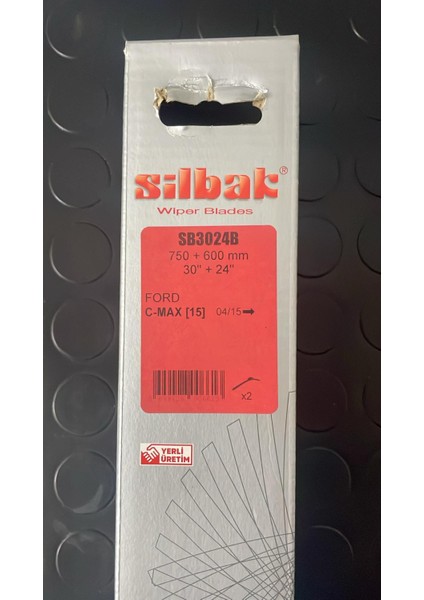 silbak®
Wiper Blades
SB3024B
750 + 600 mm
30" + 24"
FORD
C-MAX [15] 04/15
x2
YERLİ
ÜRETİM